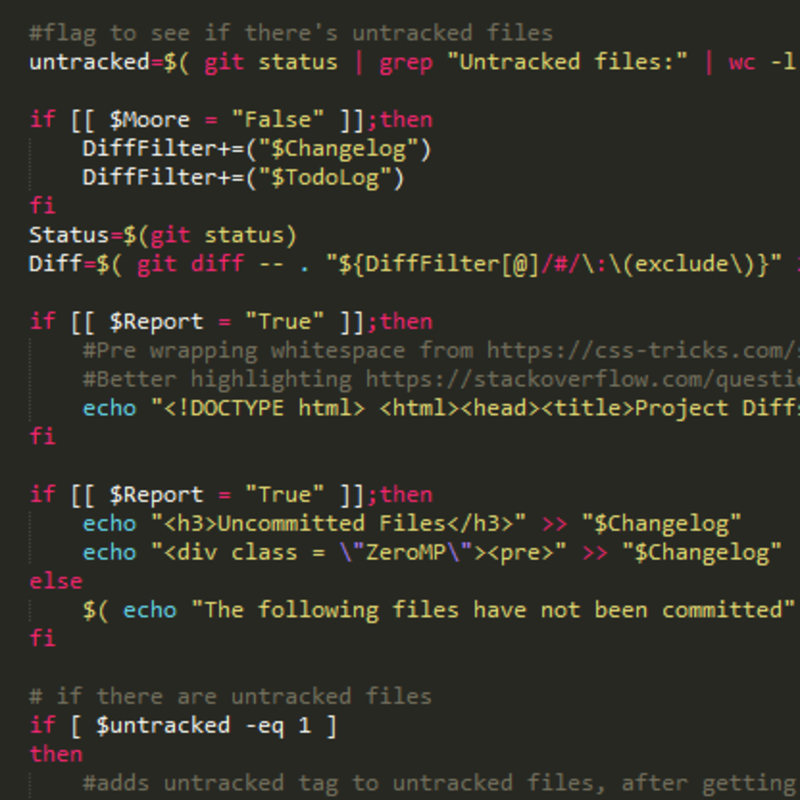 #flag to see if there's untracked files
untracked=$( git status | grep "Untracked files:" | wc -l
if [[ $Moore = "False" ]];then
DiffFilter+=("$Changelog")
DiffFilter+=("$TodoLog")
fi
Status=$(git status)
Diff=$( git diff -- . "${DiffFilter[@]/#/\:\(exclude\)}"
if [[ $Report = "True" ]];then
#Pre wrapping whitespace from https://css-tricks.com/s
#Better highlighting https://stackoverflow.com/questio
echo "<!DOCTYPE html> <html><head><title>Project Diffs
fi
if [[ $Report = "True" ]];then
echo "<h3>Uncommitted Files</h3>" >> "$Changelog"
echo "<div class = \"ZeroMP\"><pre>" >> "$Changelog"
else
$( echo "The following files have not been committed"
fi
# if there are untracked files
if [ $untracked -eq 1 ]
then
#adds untracked tag to untracked files, after getting